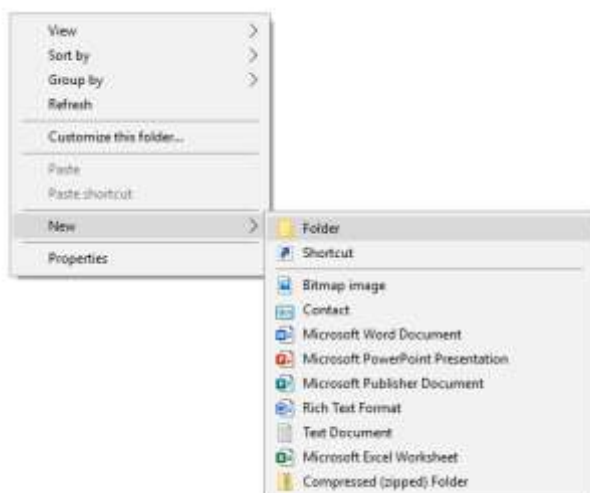 View
Sort by
Group by
Refresh
Customize this folder...
Paste
Paste shortcut
New
Properties
Folder
Shortcut
Bitmap image
Contact
Microsoft Word Document
Microsoft PowerPoint Presentation
Microsoft Publisher Document
Rich Text Format
Text Document
Microsoft Excel Worksheet
Compressed (zipped) Folder